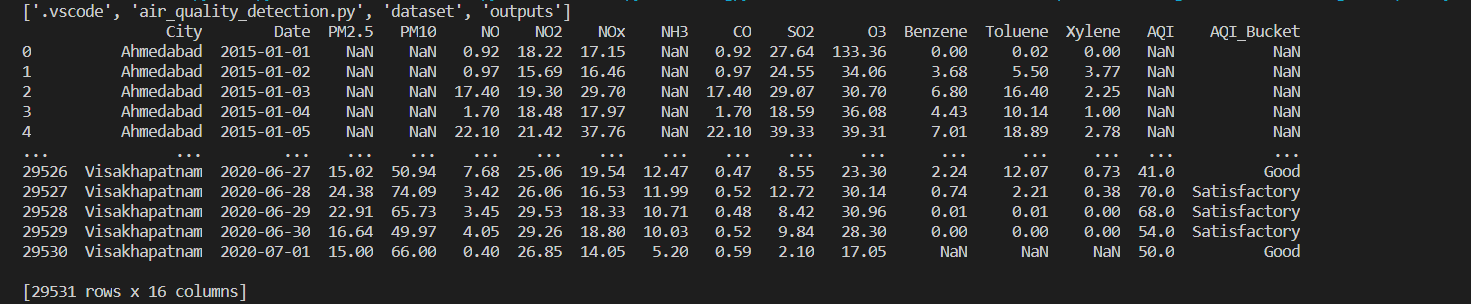 ['.vscode', 'air_quality_detection.py', 'dataset', 'outputs']
City Date PM2.5 PM10 NO NO2 NOx NH3 CO SO2 O3 Benzene Toluene Xylene AQI AQI_Bucket
0 Ahmedabad 2015-01-01 NaN NaN 0.92 18.22 17.15 NaN 0.92 27.64 133.36 0.00 0.02 0.00 NaN NaN
1 Ahmedabad 2015-01-02 NaN NaN 0.97 15.69 16.46 NaN 0.97 24.55 34.06 3.68 5.50 3.77 NaN NaN
2 Ahmedabad 2015-01-03 NaN NaN 17.40 19.30 29.70 NaN 17.40 29.07 30.70 6.80 16.40 2.25 NaN NaN
3 Ahmedabad 2015-01-04 NaN NaN 1.70 18.48 17.97 NaN 1.70 18.59 36.08 4.43 10.14 1.00 NaN NaN
4 Ahmedabad 2015-01-05 NaN NaN 22.10 21.42 37.76 NaN 22.10 39.33 39.31 7.01 18.89 2.78 NaN NaN
... ... ... ... ... ... ... ... ... ... ... ... ... ... ... ... ...
29526 Visakhapatnam 2020-06-27 15.02 50.94 7.68 25.06 19.54 12.47 0.47 8.55 23.30 2.24 12.07 0.73 41.0 Good
29527 Visakhapatnam 2020-06-28 24.38 74.09 3.42 26.06 16.53 11.99 0.52 12.72 30.14 0.74 2.21 0.38 70.0 Satisfactory
29528 Visakhapatnam 2020-06-29 22.91 65.73 3.45 29.53 18.33 10.71 0.48 8.42 30.96 0.01 0.01 0.00 68.0 Satisfactory
29529 Visakhapatnam 2020-06-30 16.64 49.97 4.05 29.26 18.80 10.03 0.52 9.84 28.30 0.00 0.00 0.00 54.0 Satisfactory
29530 Visakhapatnam 2020-07-01 15.00 66.00 0.40 26.85 14.05 5.20 0.59 2.10 17.05 NaN NaN NaN 50.0 Good
[29531 rows x 16 columns]